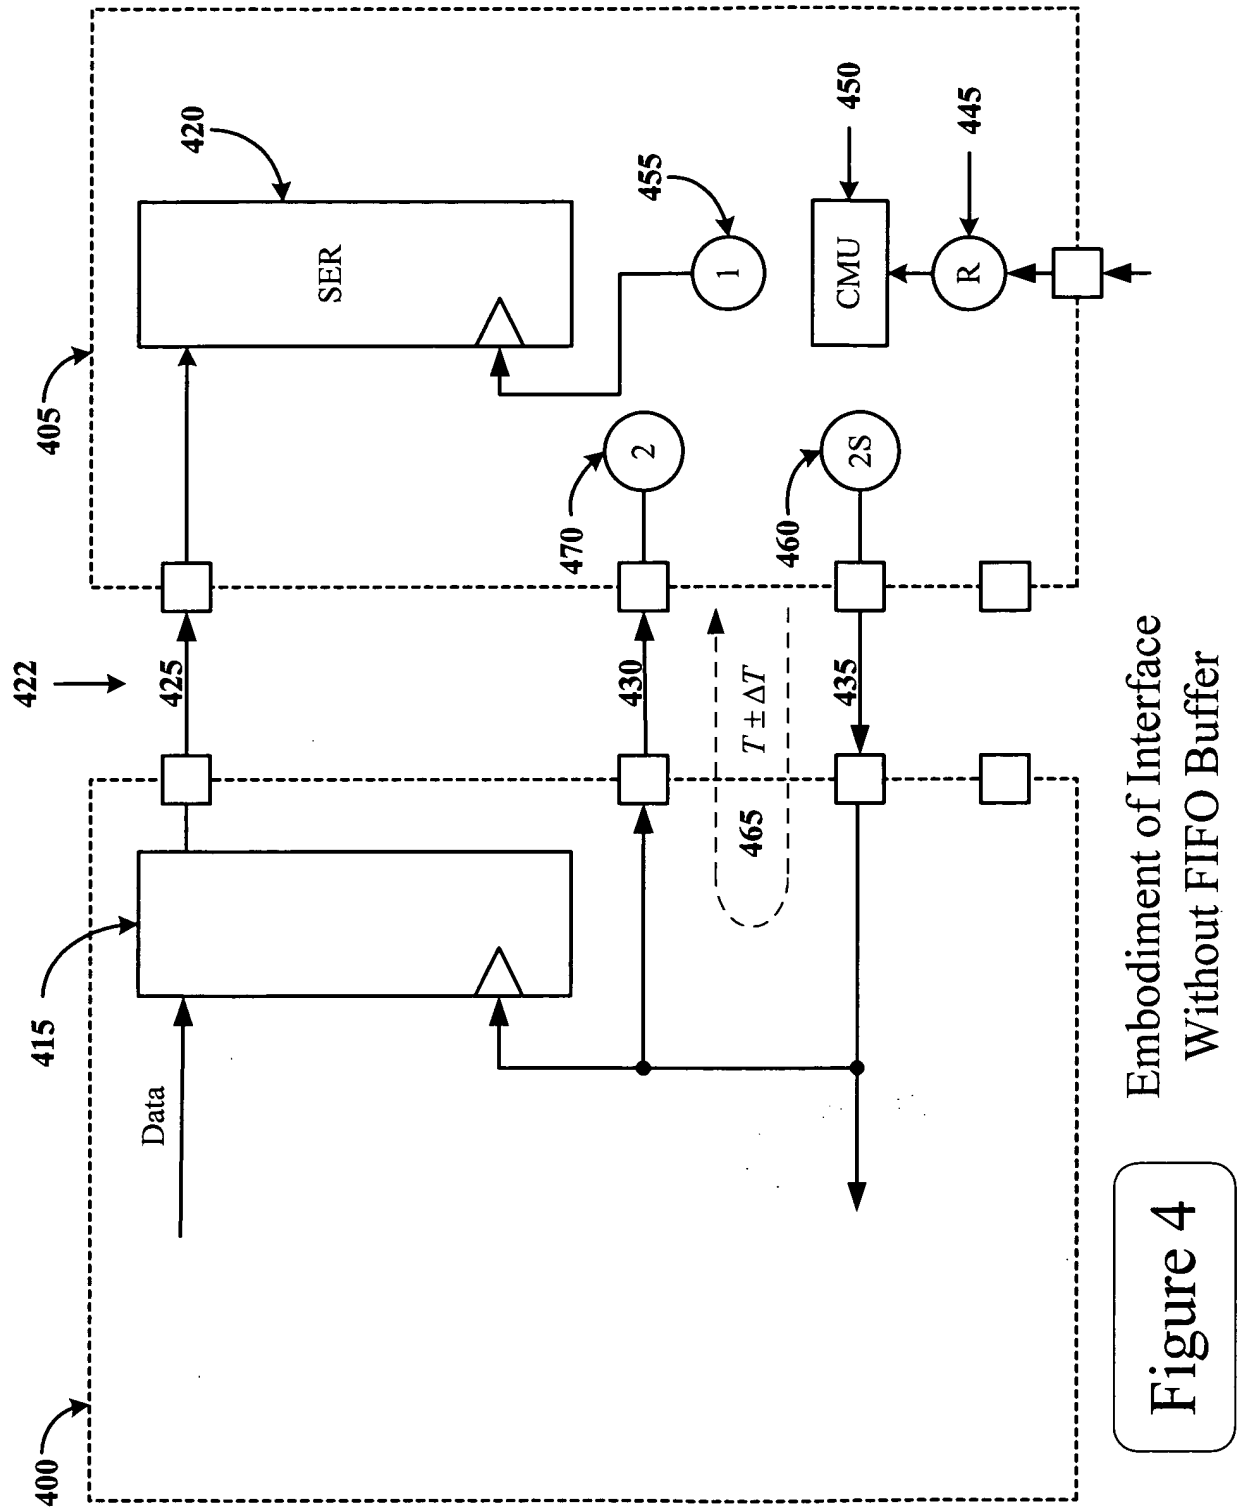 400
405
415
Data
420
SER
422
425
430
T ± ΔT
465
435
470
2
460
2S
455
1
450
CMU
445
R
Embodiment of Interface
Without FIFO Buffer
Figure 4